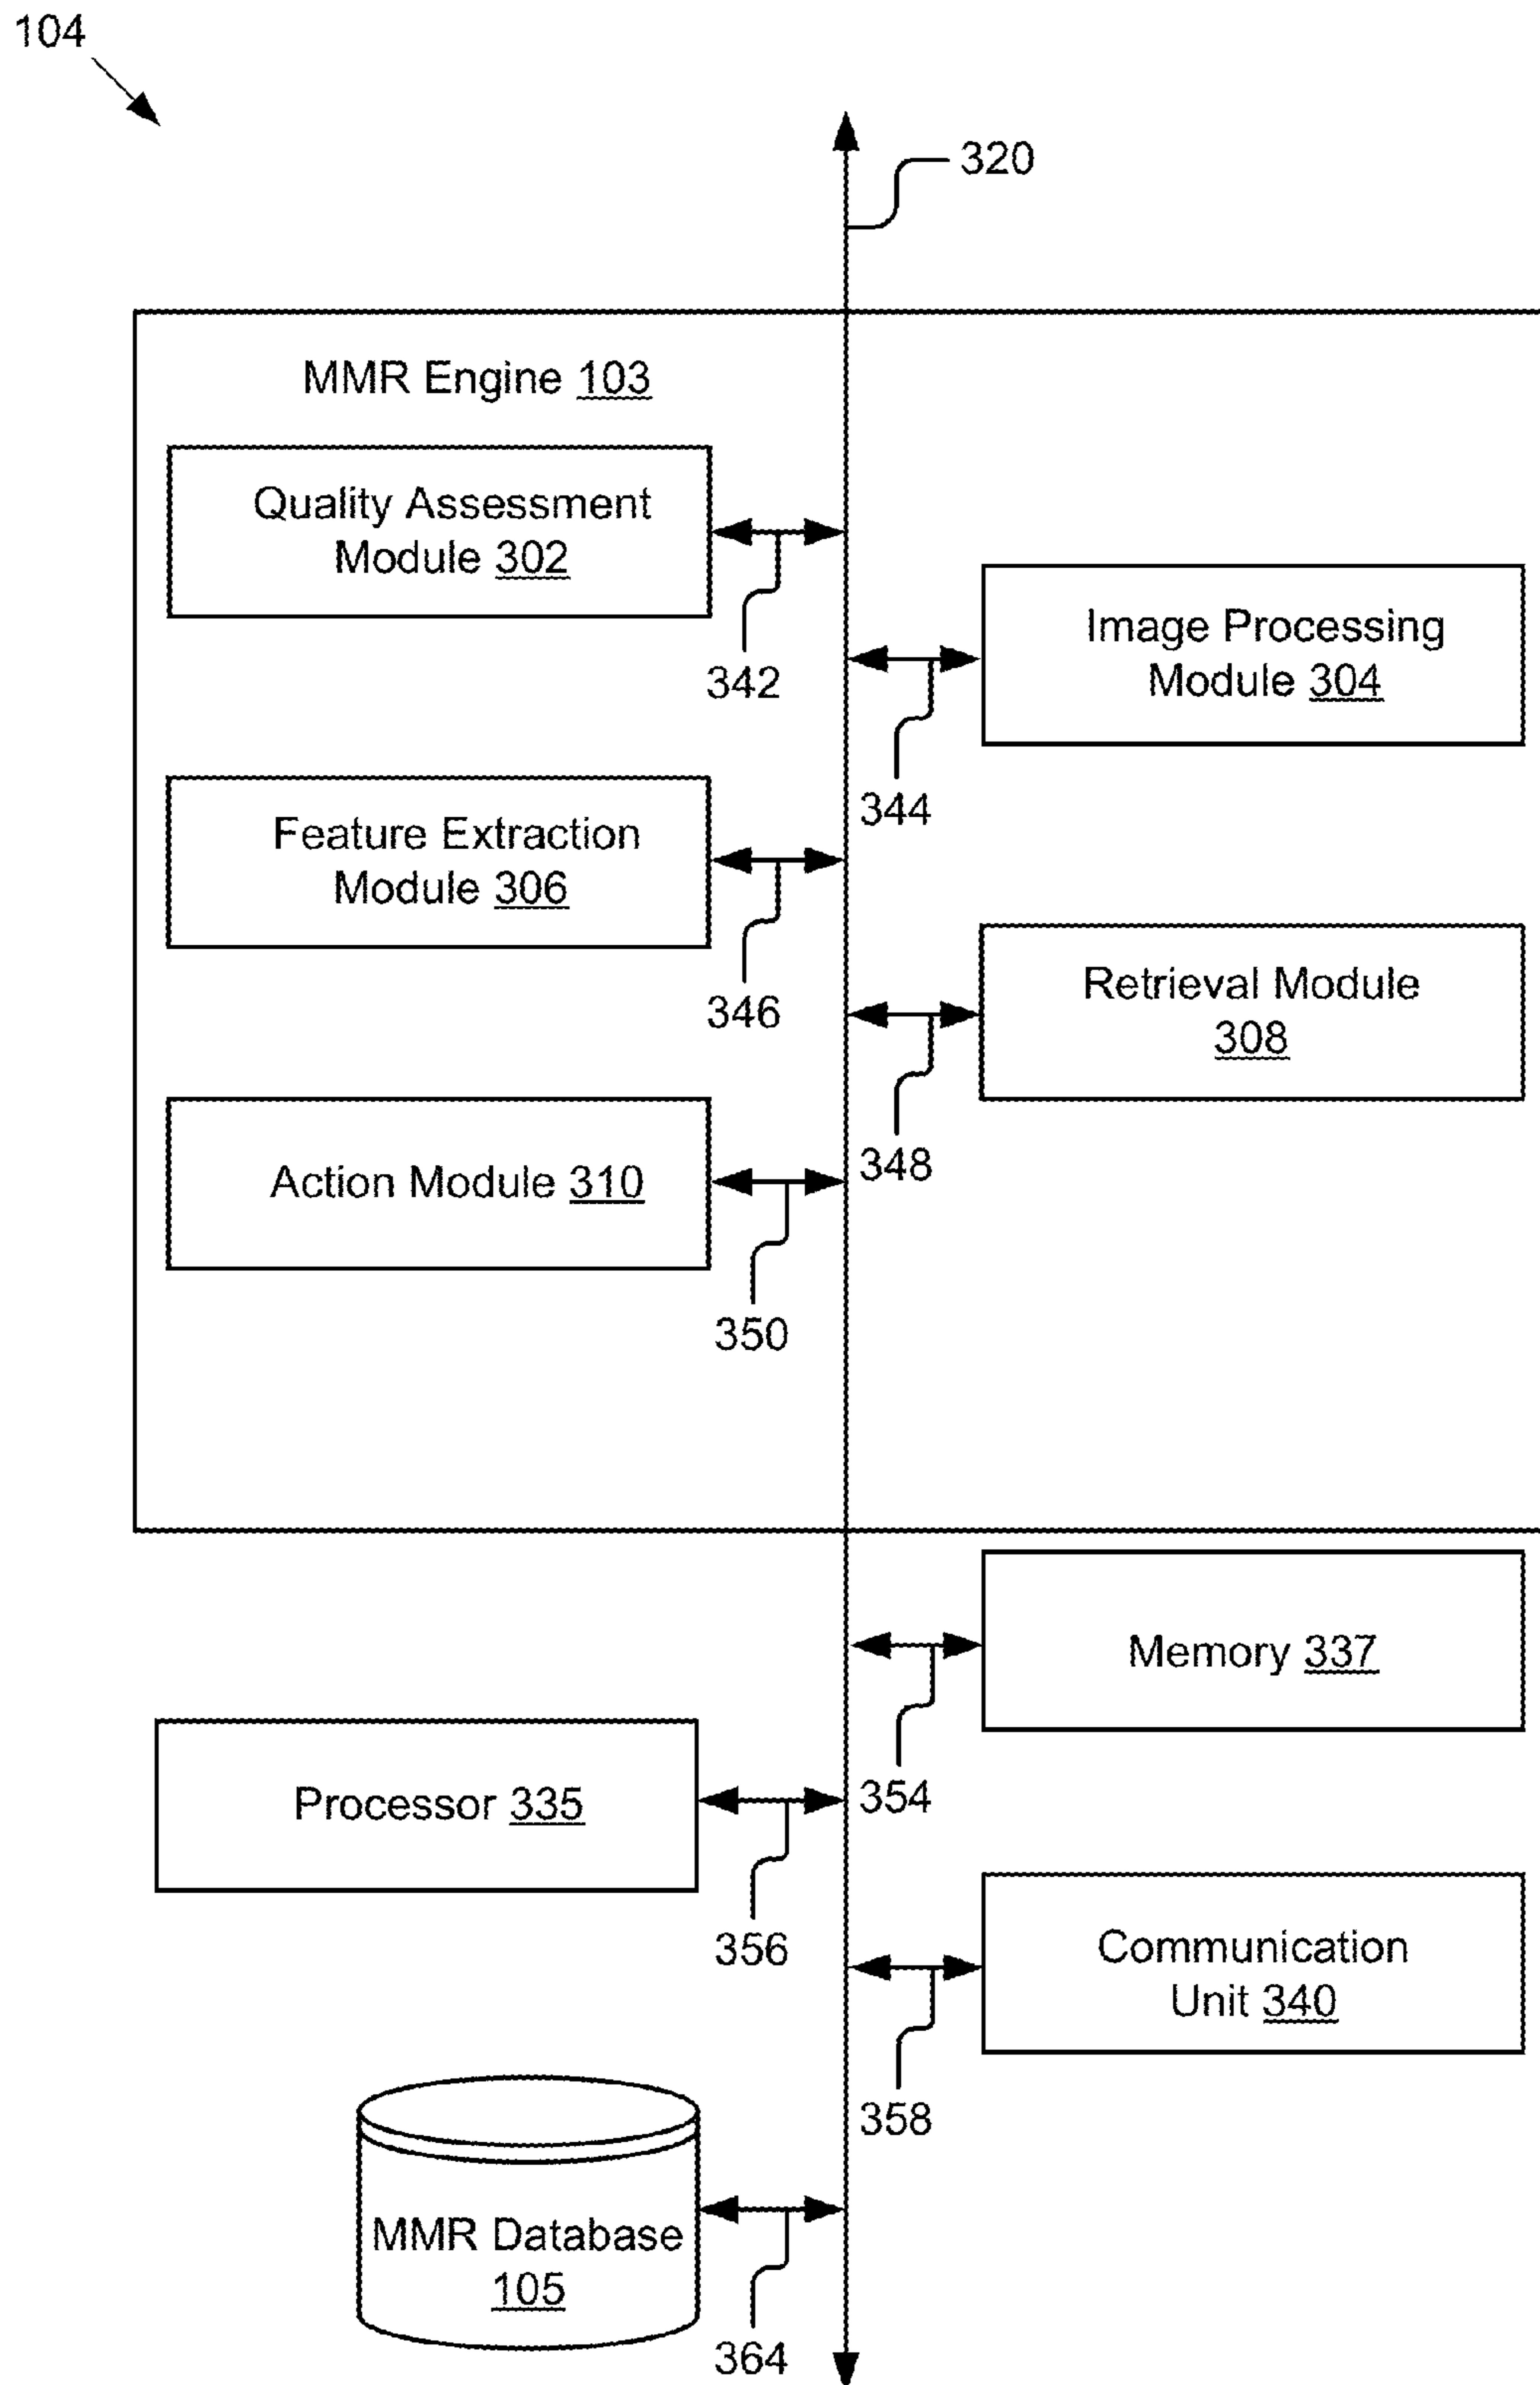 104
320
MMR Engine 103
Quality Assessment
Module 302
342
Image Processing
Module 304
344
Feature Extraction
Module 306
346
Retrieval Module
308
348
Action Module 310
350
Memory 337
354
Processor 335
356
Communication
Unit 340
358
MMR Database
105
364